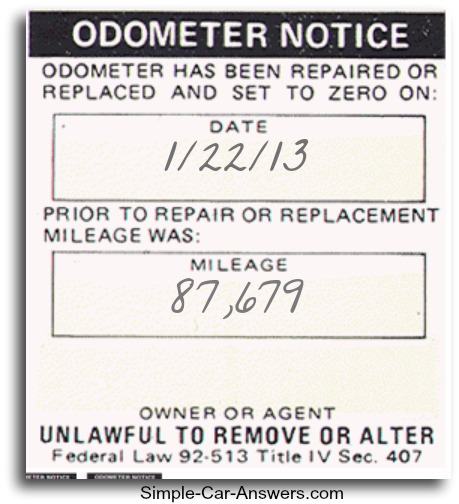 ODOMETER NOTICE
ODOMETER HAS BEEN REPAIRED OR
REPLACED AND SET TO ZERO ON:
DATE
1/22/13
PRIOR TO REPAIR OR REPLACEMENT
MILEAGE WAS:
MILEAGE
87,679
OWNER OR AGENT
UNLAWFUL TO REMOVE OR ALTER
Federal Law 92-513 Title IV Sec. 407
ODOMETER NOTICE
Simple-Car-Answers.com